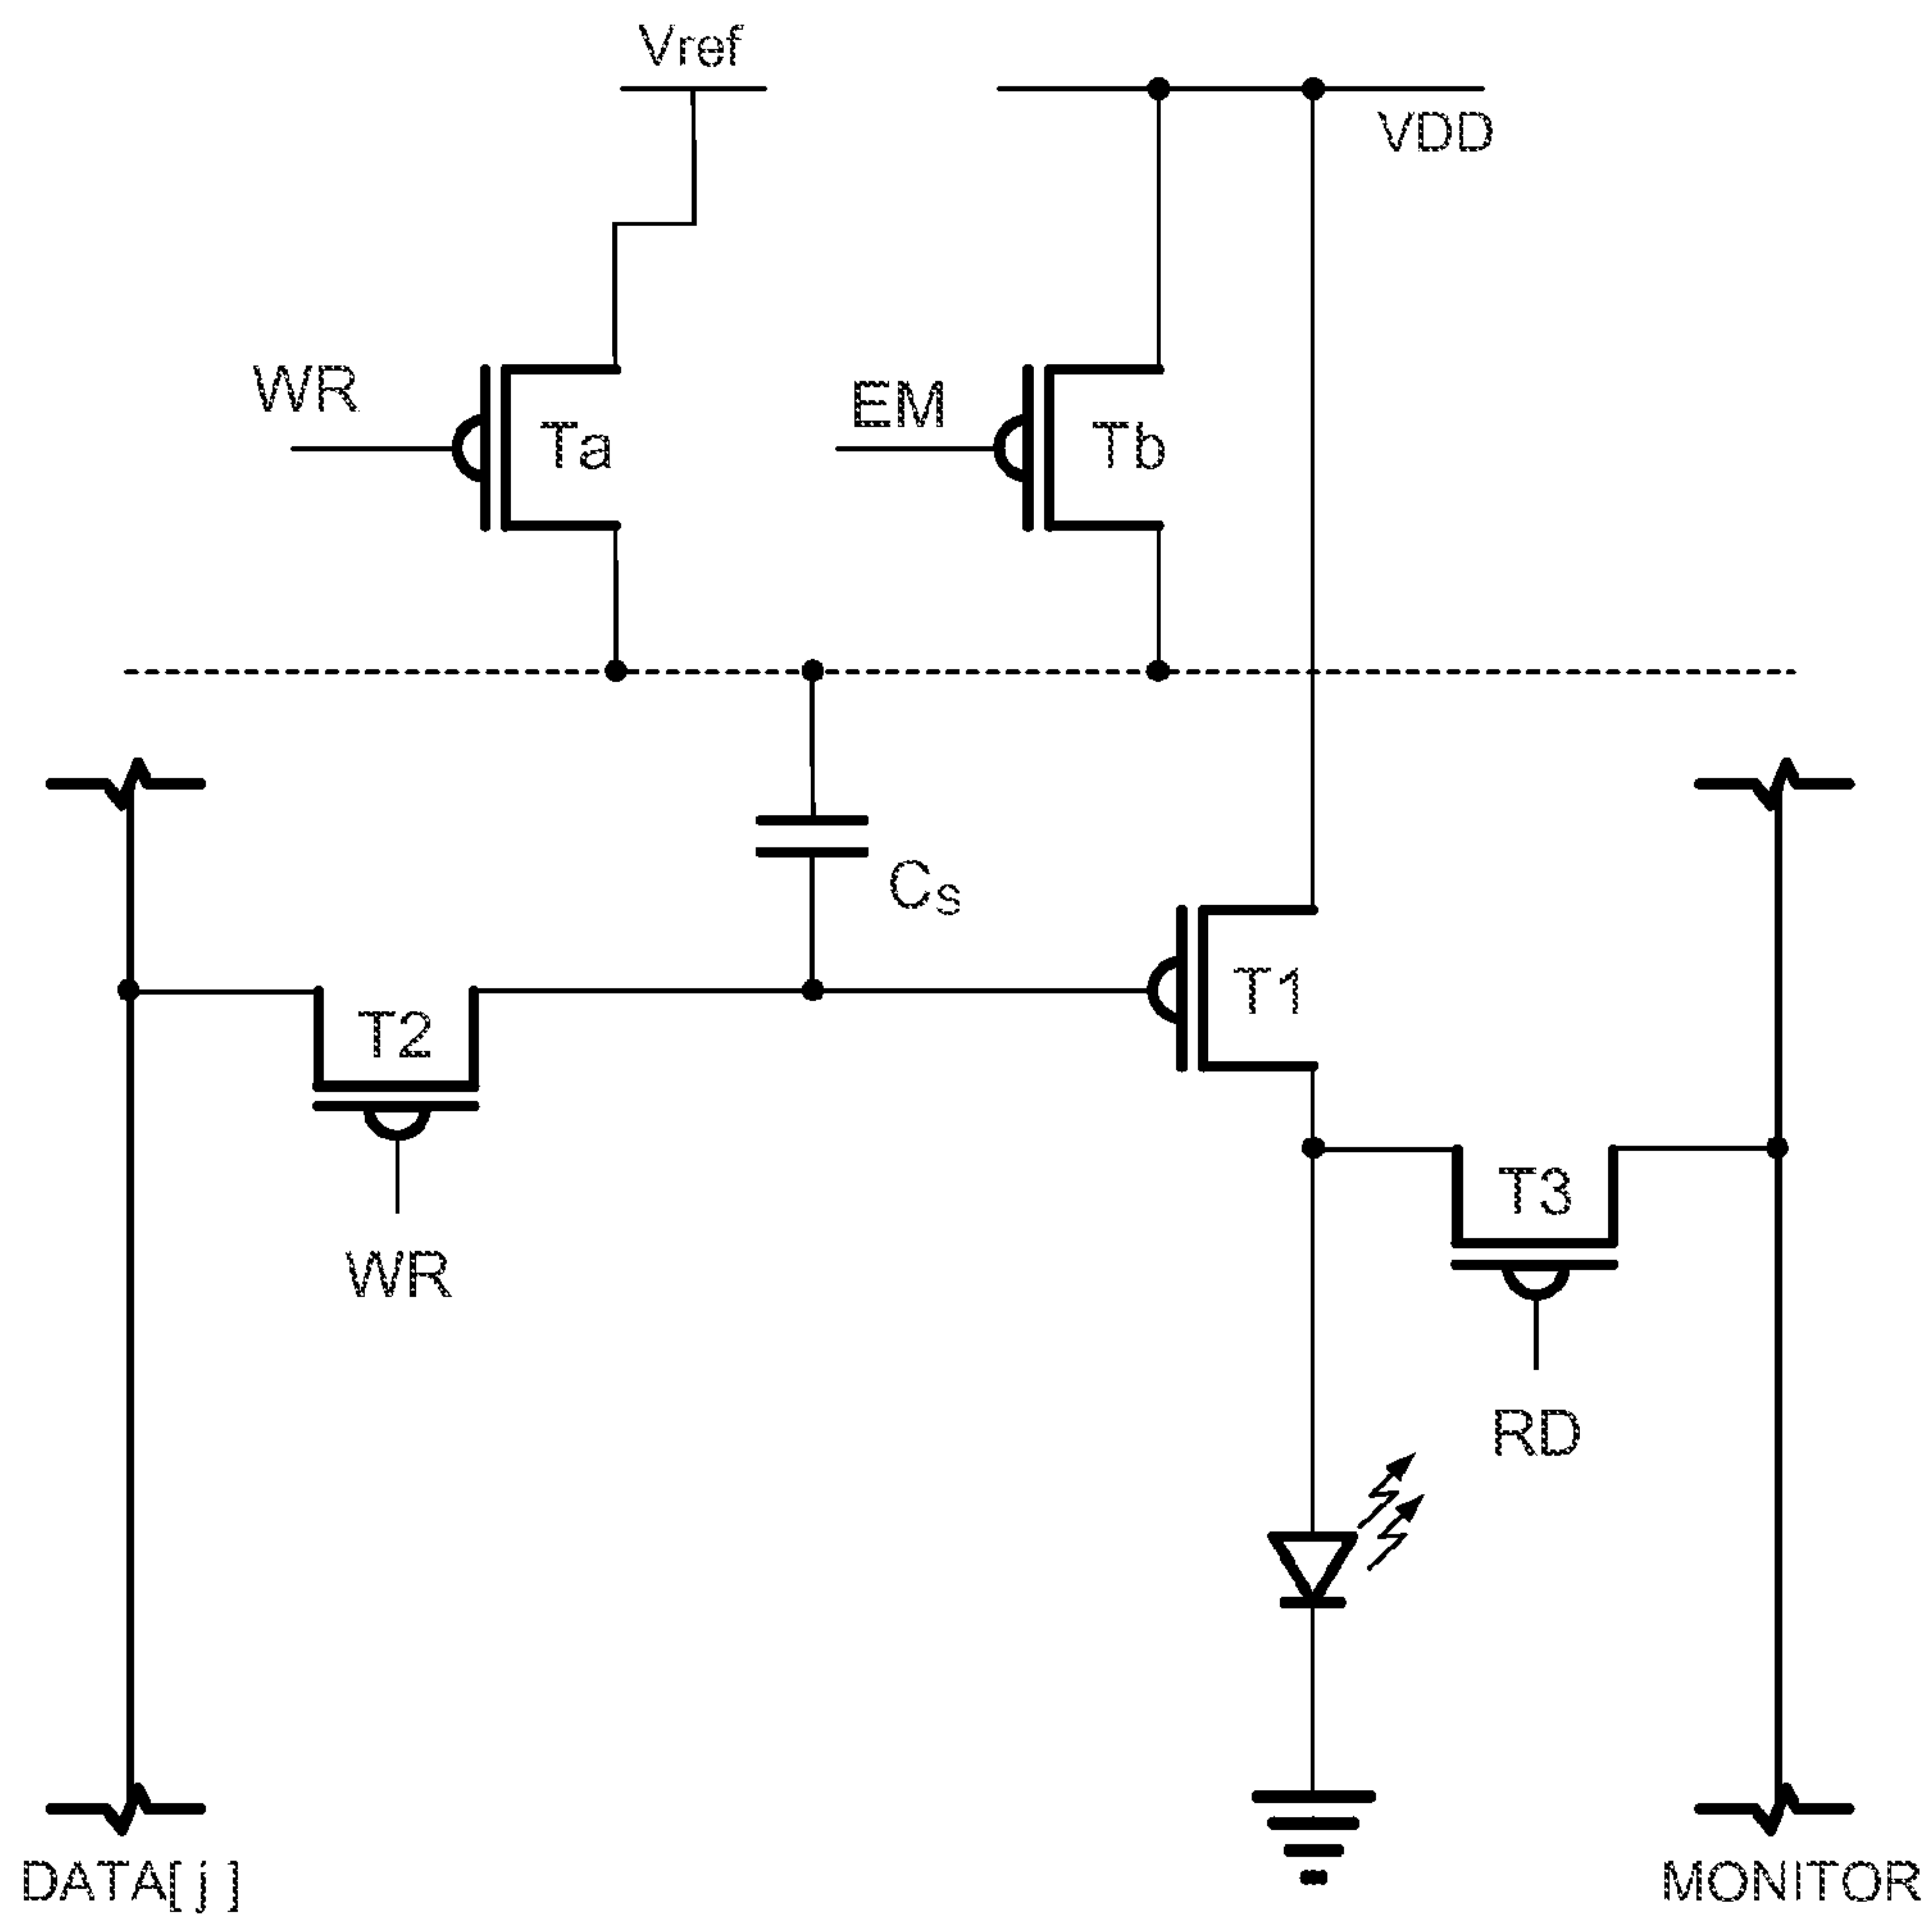 Vref
VDD
WR
Ta
EM
Tb
Cs
T1
T2
WR
T3
RD
DATA[ j ]
MONITOR